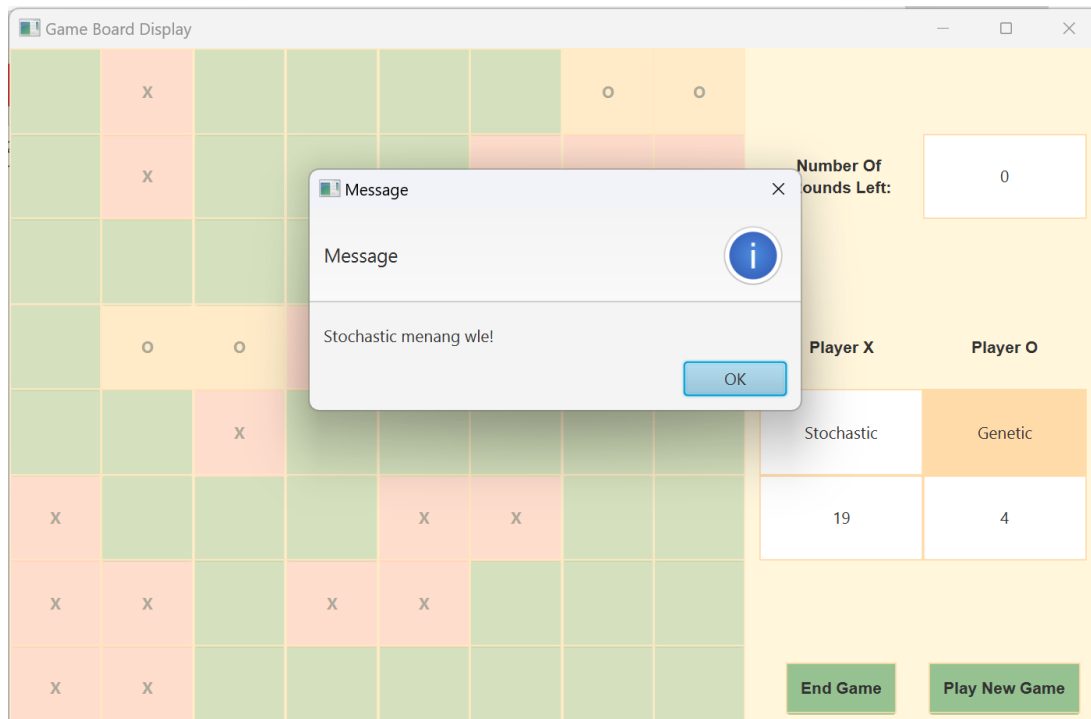 Game Board Display
X O O
X
Message
Message
Stochastic menang wle!
OK
Number Of
ounds Left:
0
O O
X
X X X
X X X X
X X
Player X Player O
Stochastic Genetic
19 4
End Game Play New Game